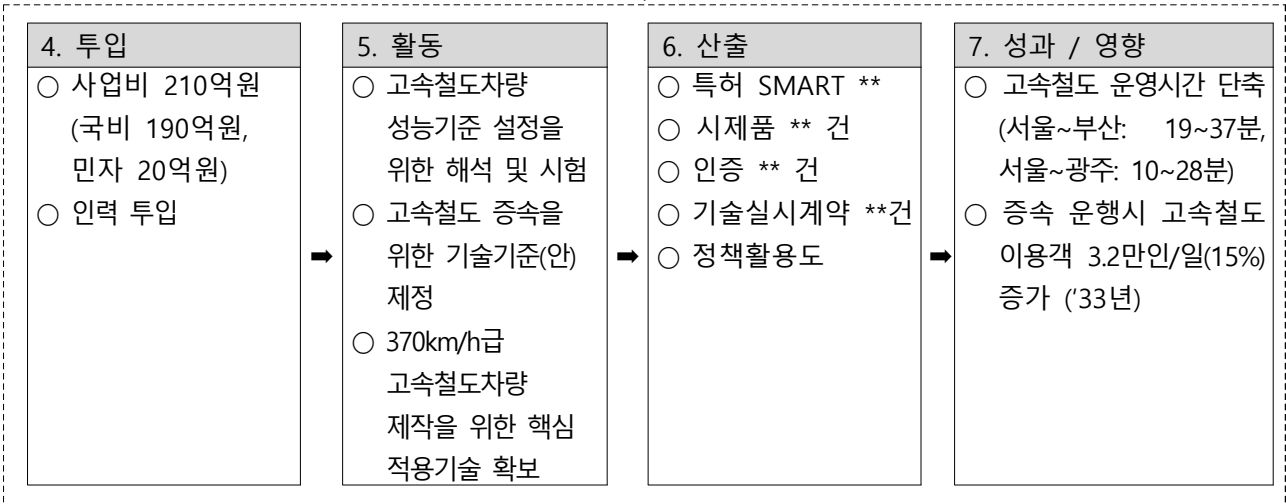 4. 투입
○ 사업비 210억원
(국비 190억원,
민자 20억원)
○ 인력 투입
➡
5. 활동
○ 고속철도차량
성능기준 설정을
위한 해석 및 시험
○ 고속철도 증속을
위한 기술기준(안)
제정
○ 370km/h급
고속철도차량
제작을 위한 핵심
적용기술 확보
➡
6. 산출
○ 특허 SMART **
○ 시제품 ** 건
○ 인증 ** 건
○ 기술실시계약 **건
○ 정책활용도
➡
7. 성과 / 영향
○ 고속철도 운영시간 단축
(서울~부산: 19~37분,
서울~광주: 10~28분)
○ 증속 운행시 고속철도
이용객 3.2만인/일(15%)
증가 (’33년)